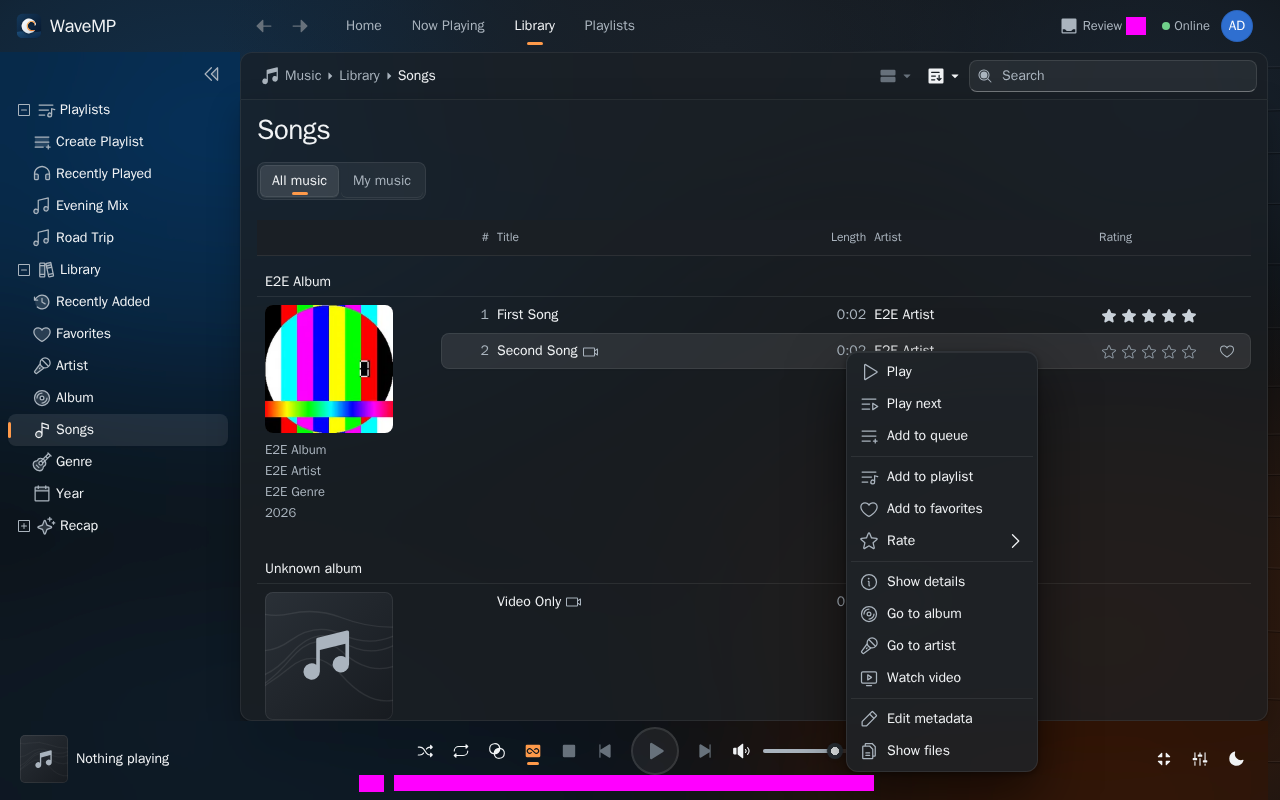 WaveMP
Home
Now Playing
Library
Playlists
Review
Online
AD
Playlists
Create Playlist
Recently Played
Evening Mix
Road Trip
Library
Recently Added
Favorites
Artist
Album
Songs
Genre
Year
Recap
Music
Library
Songs
Search
Songs
All music
My music
# Title Length Artist Rating
E2E Album
1 First Song 0:02 E2E Artist
2 Second Song 0:02 E2E Artist
E2E Album
E2E Artist
E2E Genre
2026
Unknown album
Video Only 0
Play
Play next
Add to queue
Add to playlist
Add to favorites
Rate
Show details
Go to album
Go to artist
Watch video
Edit metadata
Show files
Nothing playing